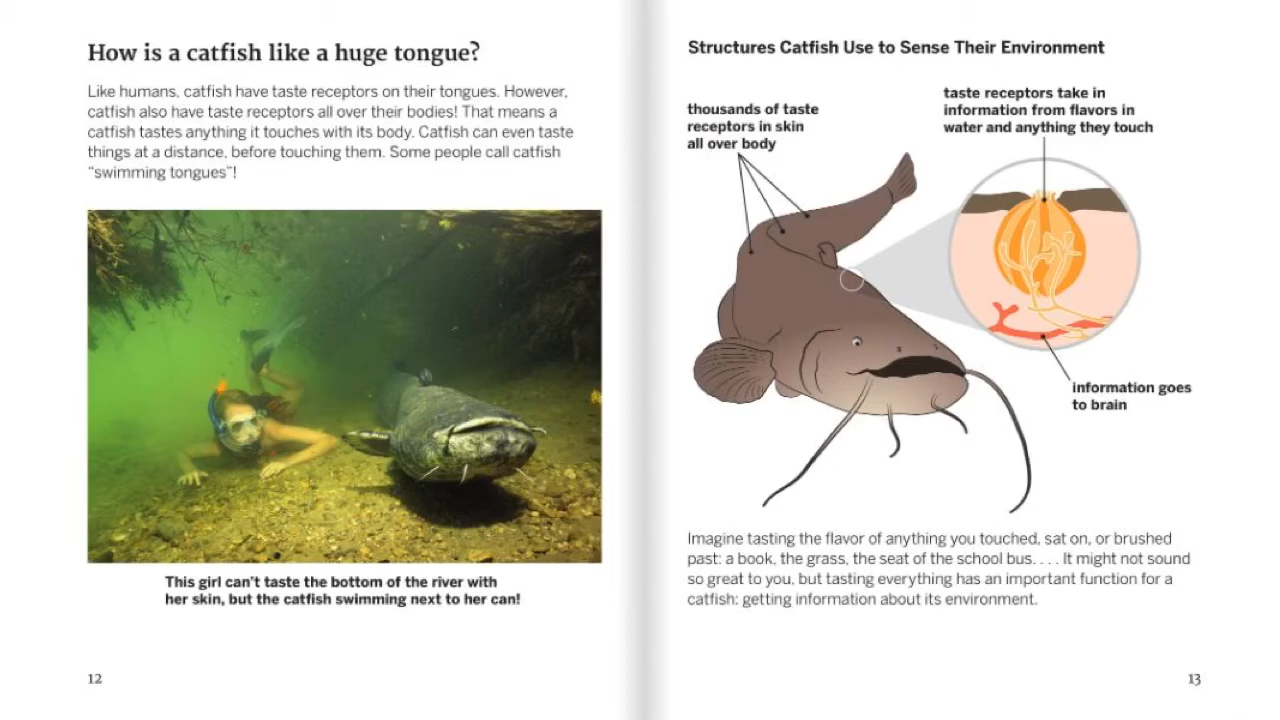 How is a catfish like a huge tongue?
Like humans, catfish have taste receptors on their tongues. However,
catfish also have taste receptors all over their bodies! That means a
catfish tastes anything it touches with its body. Catfish can even taste
things at a distance, before touching them. Some people call catfish
“swimming tongues”!
This girl can’t taste the bottom of the river with
her skin, but the catfish swimming next to her can!
12
Structures Catfish Use to Sense Their Environment
thousands of taste
receptors in skin
all over body
taste receptors take in
information from flavors in
water and anything they touch
information goes
to brain
Imagine tasting the flavor of anything you touched, sat on, or brushed
past: a book, the grass, the seat of the school bus. . . . It might not sound
so great to you, but tasting everything has an important function for a
catfish: getting information about its environment.
13